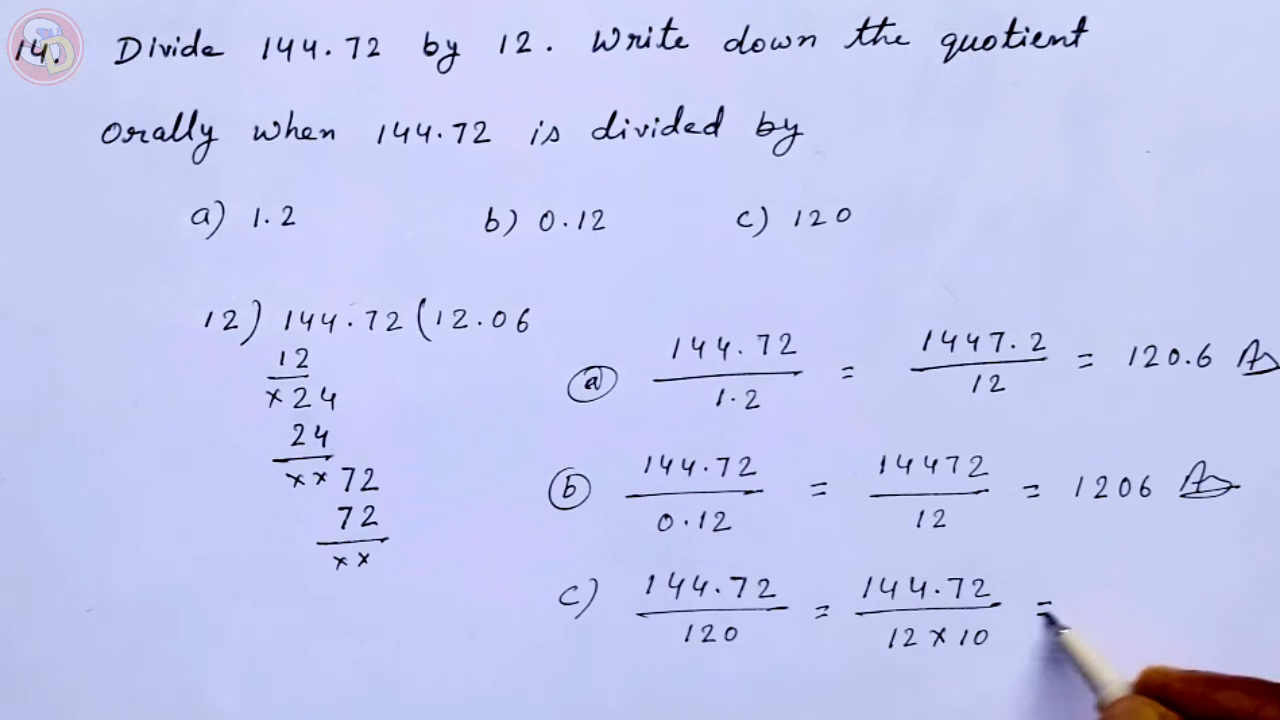 14. Divide 144.72 by 12. Write down the quotient
orally when 144.72 is divided by
a) 1.2 b) 0.12 c) 120
12) 144.72 (12.06
12
× 24
24
× × 72
72
× ×
(a) 144.72 / 1.2 = 1447.2 / 12 = 120.6 As
(b) 144.72 / 0.12 = 14472 / 12 = 1206 As
c) 144.72 / 120 = 144.72 / 12 × 10 =